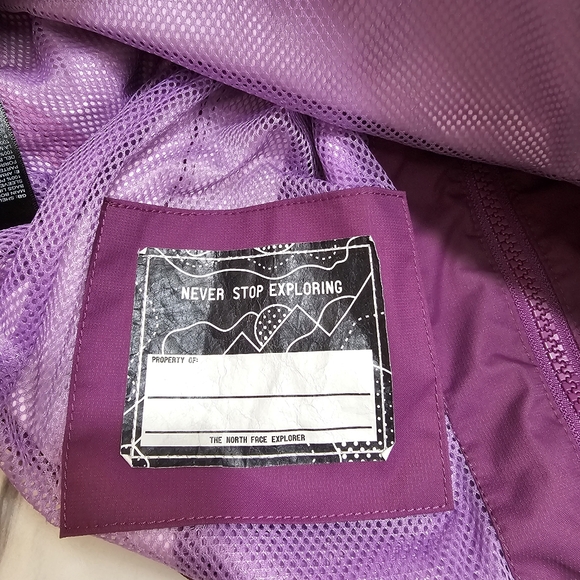 NEVER STOP EXPLORING
PROPERTY OF:
THE NORTH FACE EXPLORER